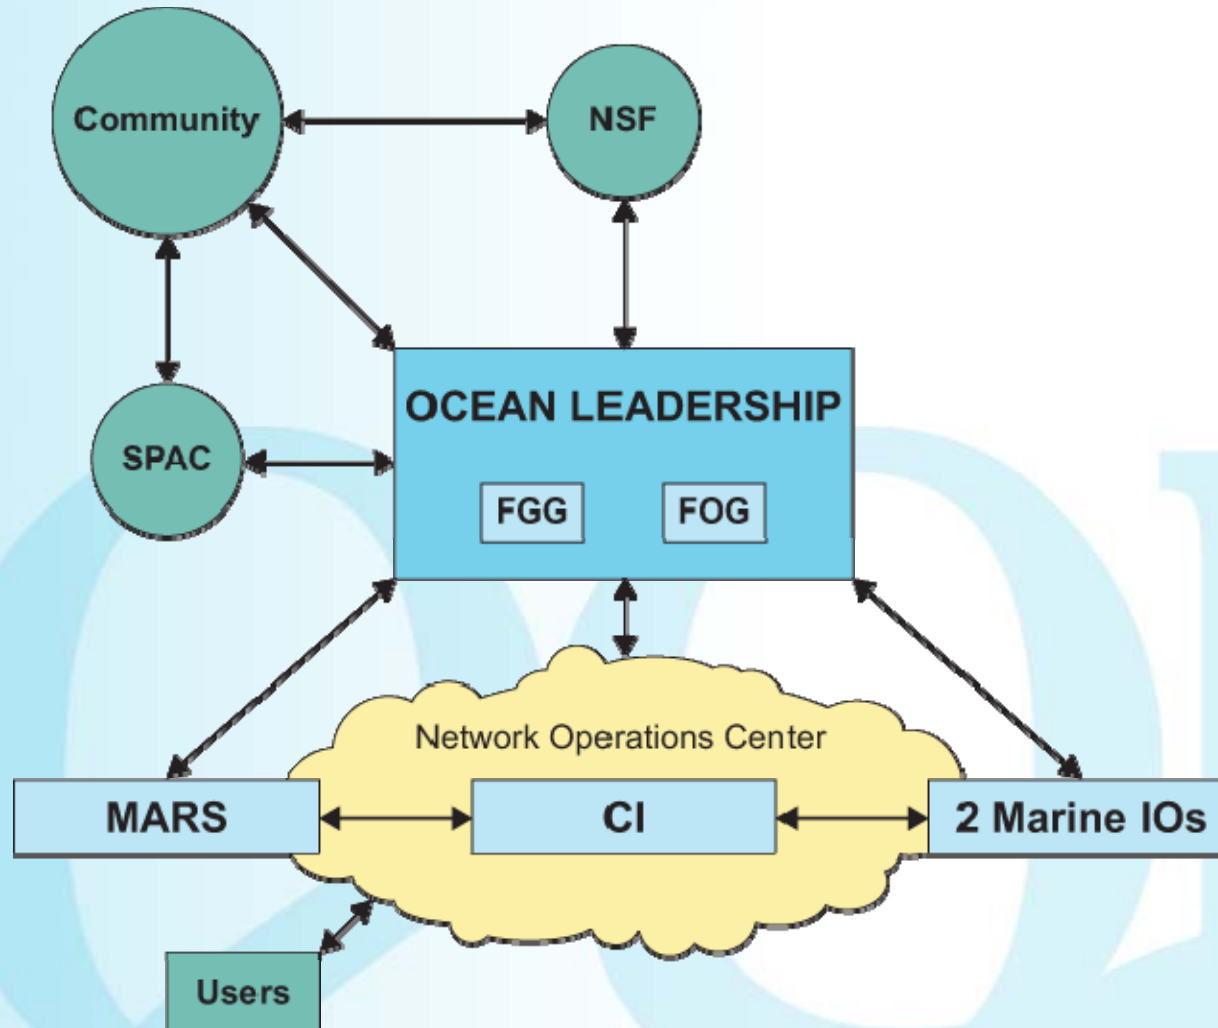 Community
NSF
OCEAN LEADERSHIP
SPAC
FGG
FOG
Network Operations Center
MARS
CI
2 Marine IOs
Users